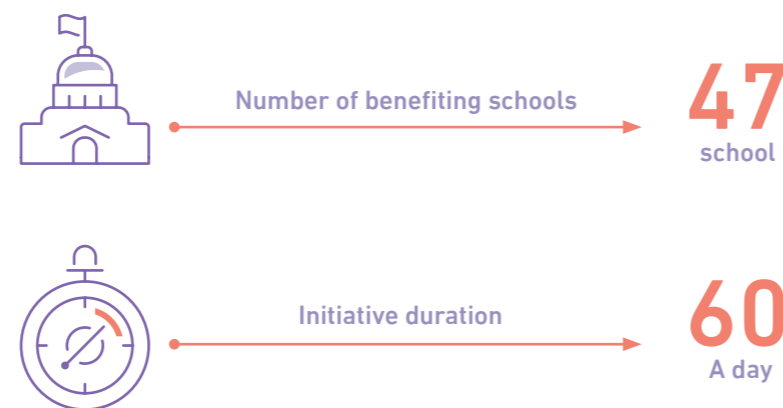 Number of benefiting schools
47
school
Initiative duration
60
A day